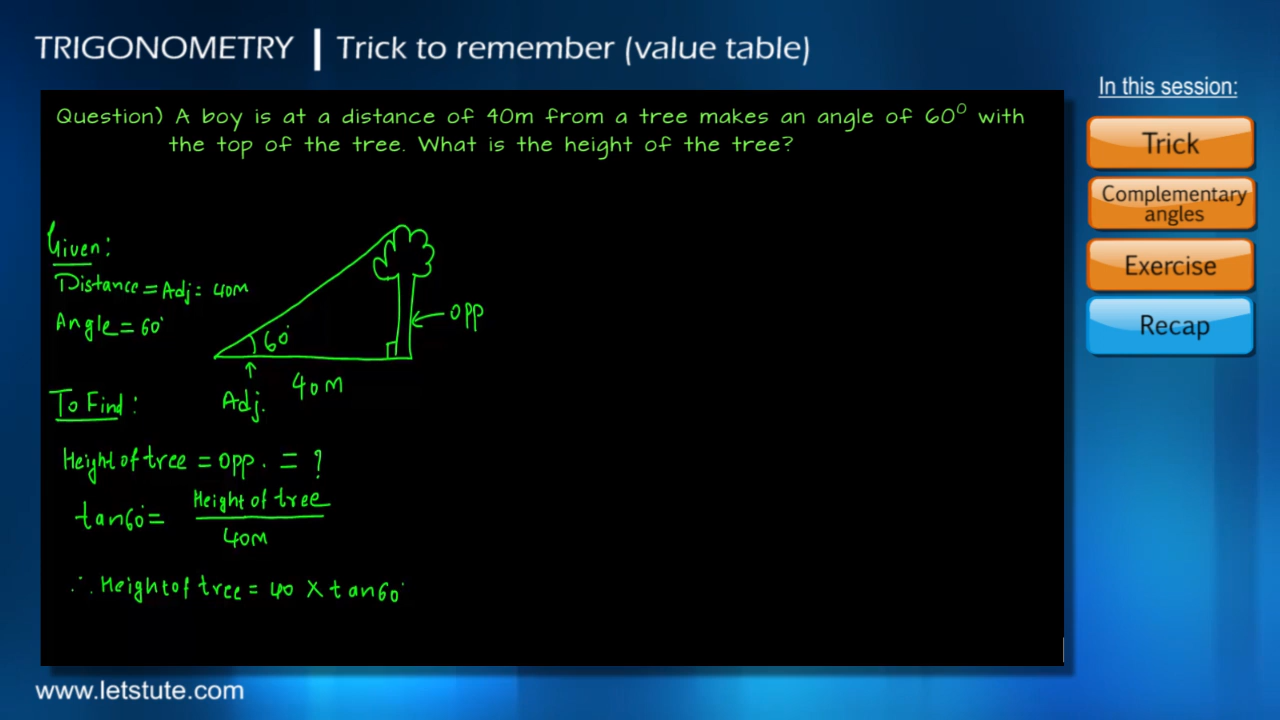 TRIGONOMETRY | Trick to remember (value table)
In this session:
Trick
Complementary
angles
Exercise
Recap
Question) A boy is at a distance of 40m from a tree makes an angle of 60⁰ with
the top of the tree. What is the height of the tree?
Given:
Distance = Adj = 40M
Angle = 60°
60°
opp
40M
Adj.
To Find:
Height of tree = opp. = ?
tan60° = Height of tree
40M
∴ Height of tree = 40 X tan60°
www.letstute.com